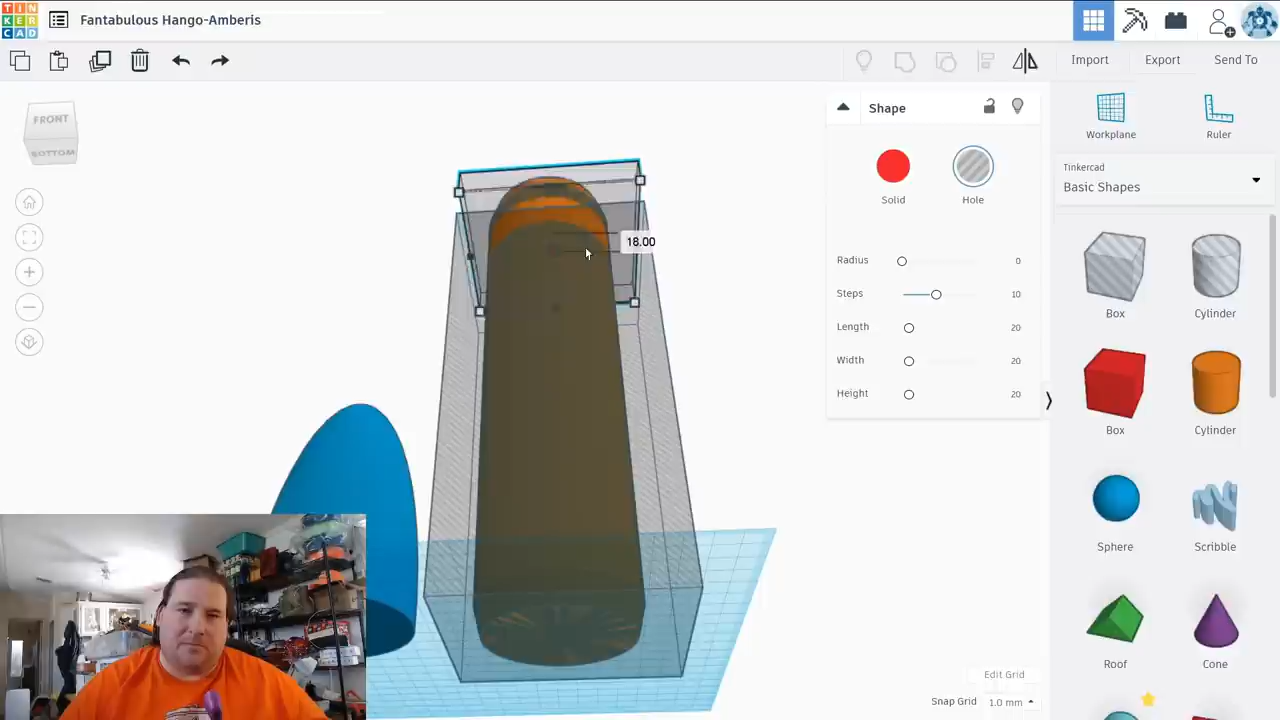 TIN
KER
CAD
Fantabulous Hango-Amberis
Import
Export
Send To
FRONT
BOTTOM
Shape
Solid
Hole
Radius 0
Steps 10
Length 20
Width 20
Height 20
18.00
Workplane
Ruler
Tinkercad
Basic Shapes
Box
Cylinder
Box
Cylinder
Sphere
Scribble
Roof
Cone
Edit Grid
Snap Grid 1.0 mm